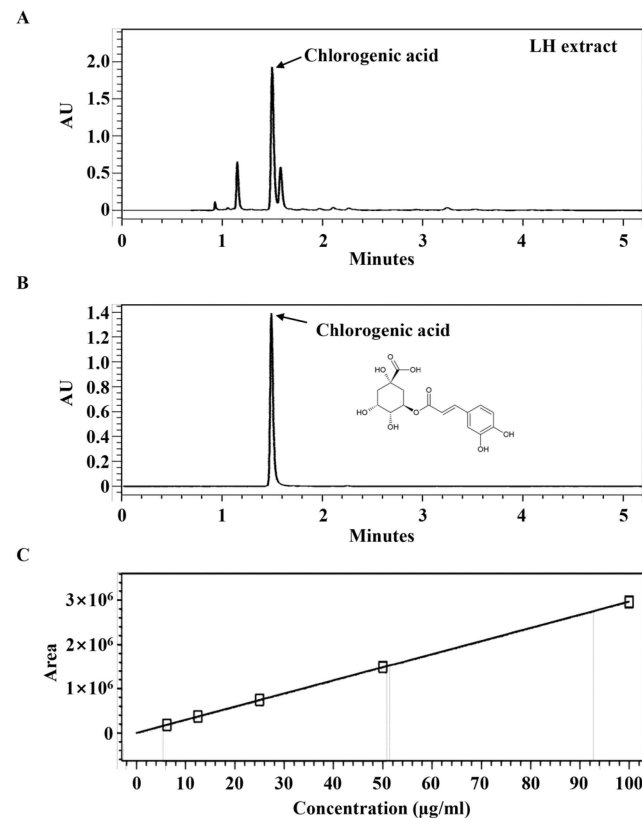 A
LH extract
Chlorogenic acid
AU
2.0
1.5
1.0
0.5
0
0 1 2 3 4 5
Minutes
B
Chlorogenic acid
AU
1.4
1.2
1.0
0.8
0.6
0.4
0.2
0
O
HO
OH
O
HO
O
OH
HO
OH
OH
0 1 2 3 4 5
Minutes
C
Area
3×10⁶
2×10⁶
1×10⁶
0
0 10 20 30 40 50 60 70 80 90 100
Concentration (μg/ml)